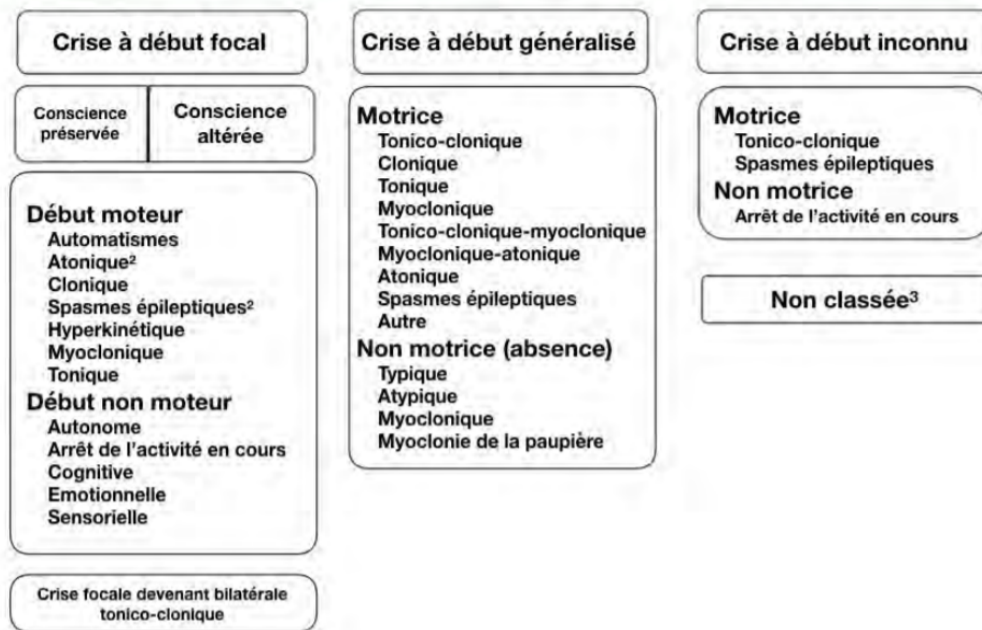 Crise à début focal
Conscience
préservée
Conscience
altérée
Début moteur
Automatismes
Atonique²
Clonique
Spasmes épileptiques²
Hyperkinétique
Myoclonique
Tonique
Début non moteur
Autonome
Arrêt de l'activité en cours
Cognitive
Emotionnelle
Sensorielle
Crise focale devenant bilatérale
tonico-clonique
Crise à début généralisé
Motrice
Tonico-clonique
Clonique
Tonique
Myoclonique
Tonico-clonique-myoclonique
Myoclonique-atonique
Atonique
Spasmes épileptiques
Autre
Non motrice (absence)
Typique
Atypique
Myoclonique
Myoclonie de la paupière
Crise à début inconnu
Motrice
Tonico-clonique
Spasmes épileptiques
Non motrice
Arrêt de l'activité en cours
Non classée³